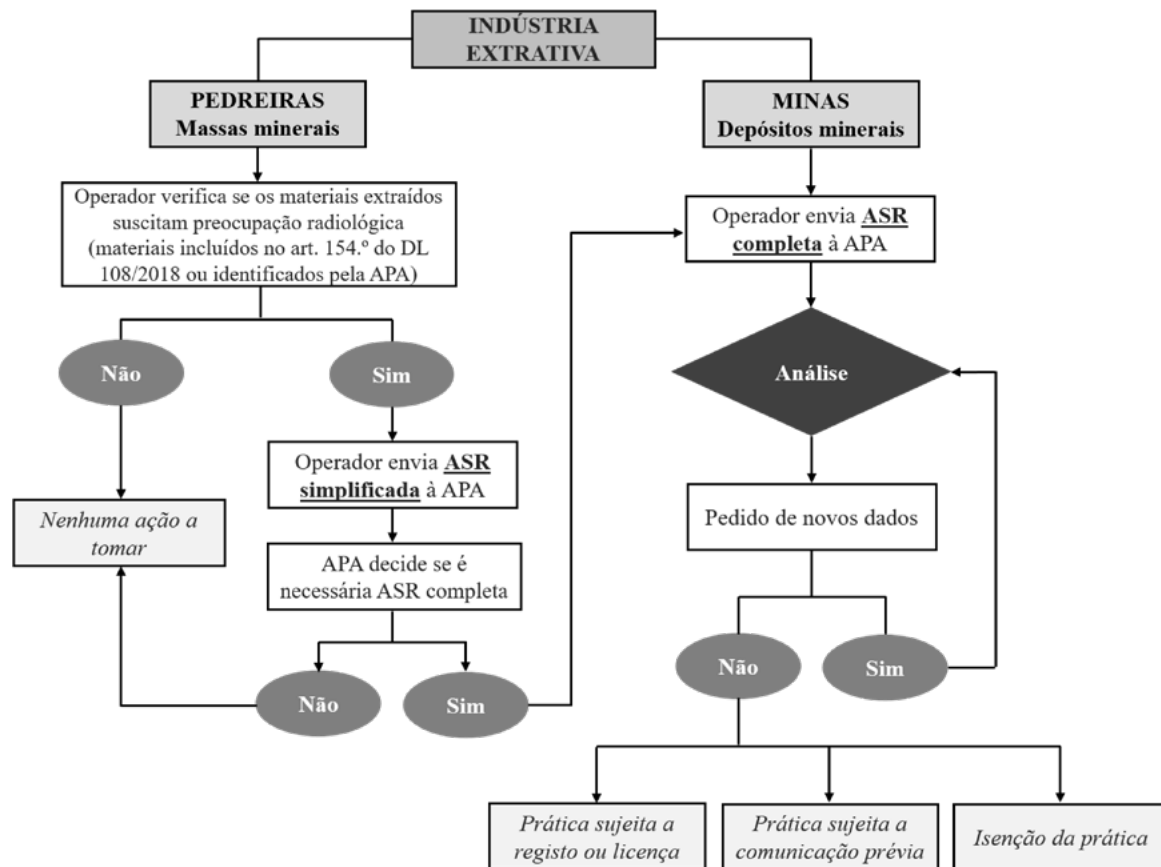 INDÚSTRIA
EXTRATIVA
PEDREIRAS
Massas minerais
MINAS
Depósitos minerais
Operador verifica se os materiais extraídos
suscitam preocupação radiológica
(materiais incluídos no art. 154.º do DL
108/2018 ou identificados pela APA)
Operador envia ASR
completa à APA
Não
Sim
Análise
Operador envia ASR
simplificada à APA
Nenhuma ação a
tomar
Pedido de novos dados
APA decide se é
necessária ASR completa
Não
Sim
Não
Sim
Prática sujeita a
registo ou licença
Prática sujeita a
comunicação prévia
Isenção da prática